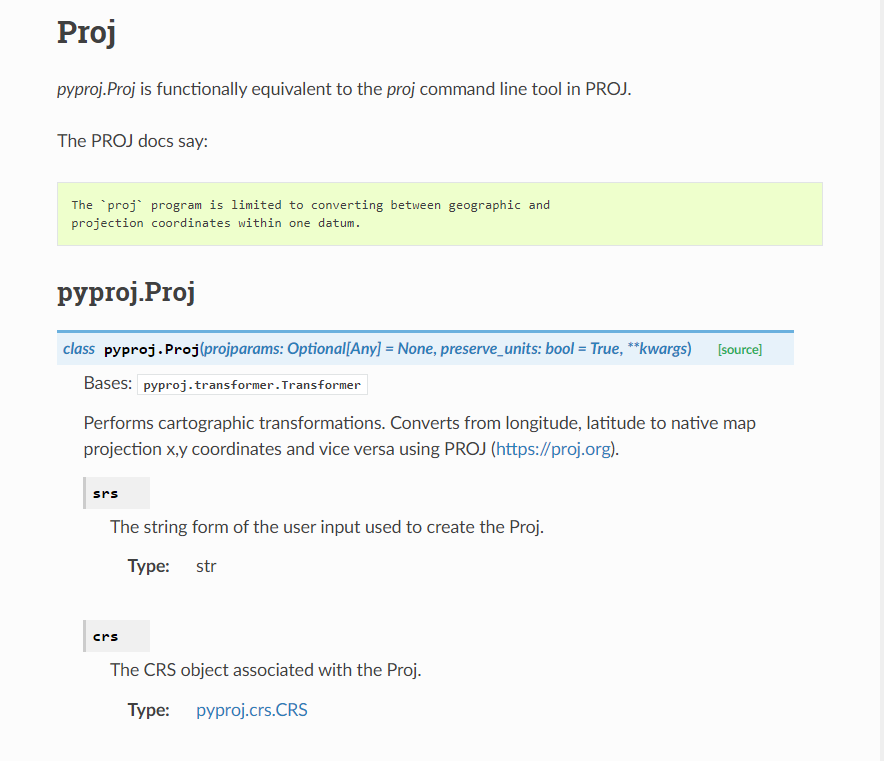 Proj
pyproj.Proj is functionally equivalent to the proj command line tool in PROJ.
The PROJ docs say:
The `proj` program is limited to converting between geographic and
projection coordinates within one datum.
pyproj.Proj
class pyproj.Proj(projparams: Optional[Any] = None, preserve_units: bool = True, **kwargs) [source]
Bases: pyproj.transformer.Transformer
Performs cartographic transformations. Converts from longitude, latitude to native map
projection x,y coordinates and vice versa using PROJ (https://proj.org).
srs
The string form of the user input used to create the Proj.
Type: str
crs
The CRS object associated with the Proj.
Type: pyproj.crs.CRS